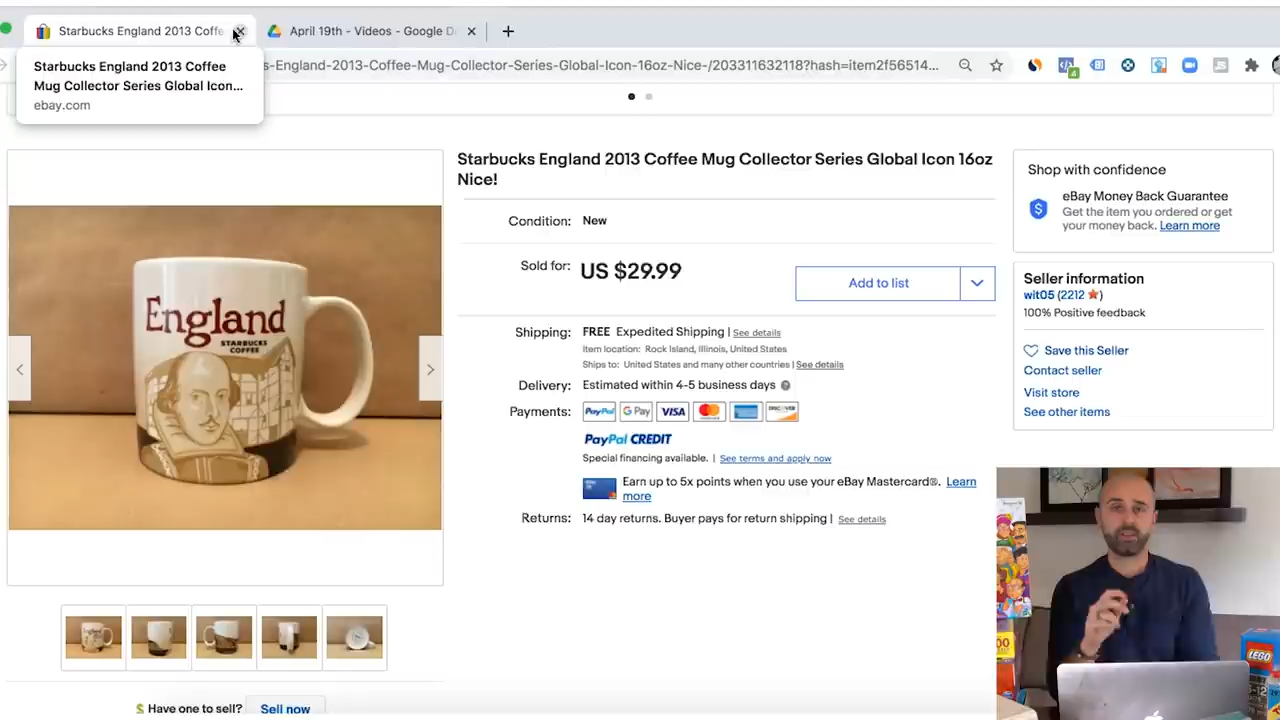 Starbucks England 2013 Coffe
April 19th - Videos - Google D
Starbucks England 2013 Coffee
Mug Collector Series Global Icon...
ebay.com
s-England-2013-Coffee-Mug-Collector-Series-Global-Icon-16oz-Nice-/203311632118?hash=item2f56514...
4
Starbucks England 2013 Coffee Mug Collector Series Global Icon 16oz
Nice!
Condition: New
Sold for: US $29.99
Add to list
Shipping: FREE Expedited Shipping | See details
Item location: Rock Island, Illinois, United States
Ships to: United States and many other countries | See details
Delivery: Estimated within 4-5 business days
Payments: PayPal G Pay VISA DISCOVER
PayPal CREDIT
Special financing available. | See terms and apply now
Earn up to 5x points when you use your eBay Mastercard®. Learn
more
Returns: 14 day returns. Buyer pays for return shipping | See details
Shop with confidence
eBay Money Back Guarantee
Get the item you ordered or get
your money back. Learn more
Seller information
wit05 (2212)
100% Positive feedback
Save this Seller
Contact seller
Visit store
See other items
England
STARBUCKS
COFFEE
$ Have one to sell? Sell now
LEGO